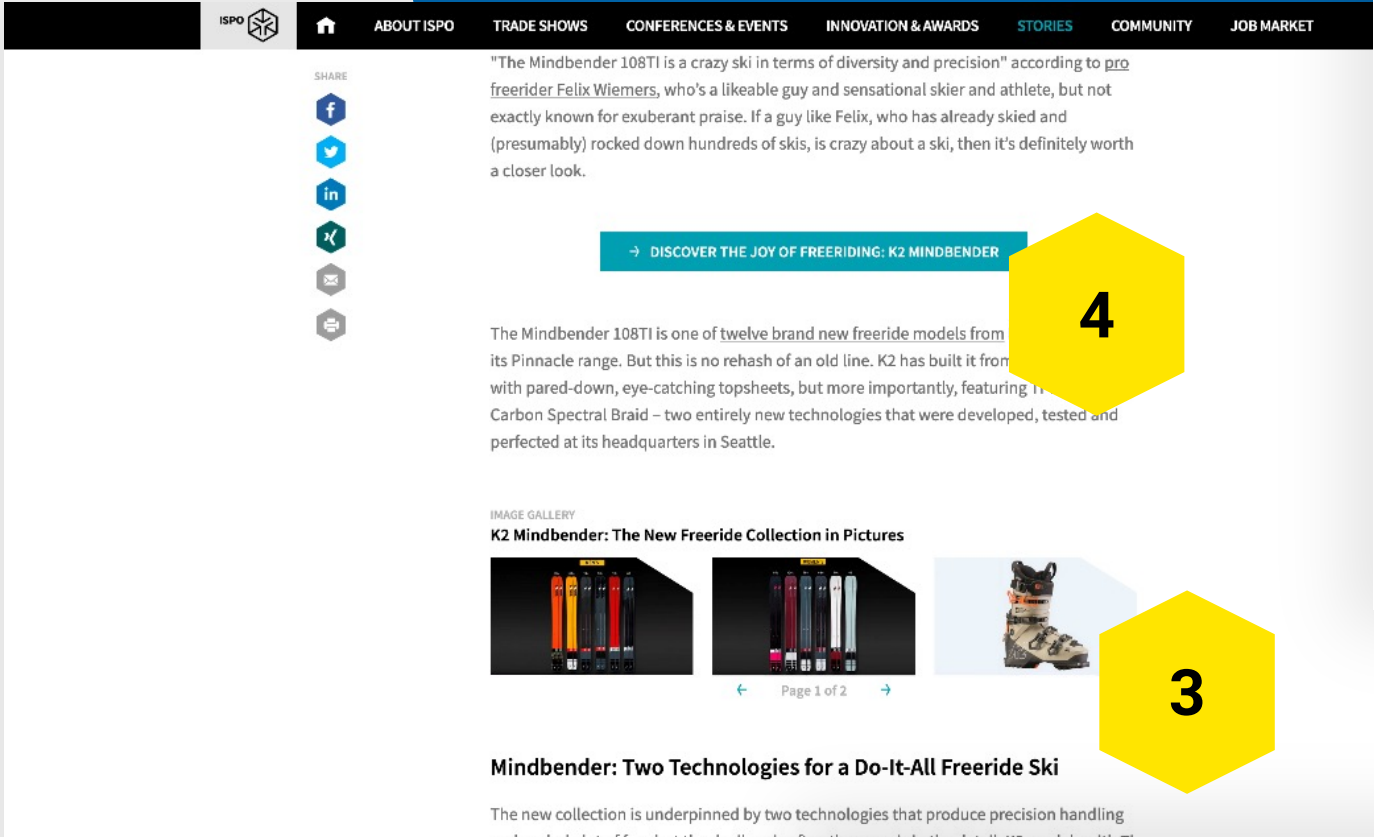 ISPO
ABOUT ISPO TRADE SHOWS CONFERENCES & EVENTS INNOVATION & AWARDS STORIES COMMUNITY JOB MARKET
SHARE
"The Mindbender 108TI is a crazy ski in terms of diversity and precision" according to pro
freerider Felix Wiemers, who's a likeable guy and sensational skier and athlete, but not
exactly known for exuberant praise. If a guy like Felix, who has already skied and
(presumably) rocked down hundreds of skis, is crazy about a ski, then it's definitely worth
a closer look.
→ DISCOVER THE JOY OF FREERIDING: K2 MINDBENDER
4
The Mindbender 108TI is one of twelve brand new freeride models from
its Pinnacle range. But this is no rehash of an old line. K2 has built it from
with pared-down, eye-catching topsheets, but more importantly, featuring
Carbon Spectral Braid – two entirely new technologies that were developed, tested and
perfected at its headquarters in Seattle.
IMAGE GALLERY
K2 Mindbender: The New Freeride Collection in Pictures
← Page 1 of 2 →
3
Mindbender: Two Technologies for a Do-It-All Freeride Ski
The new collection is underpinned by two technologies that produce precision handling